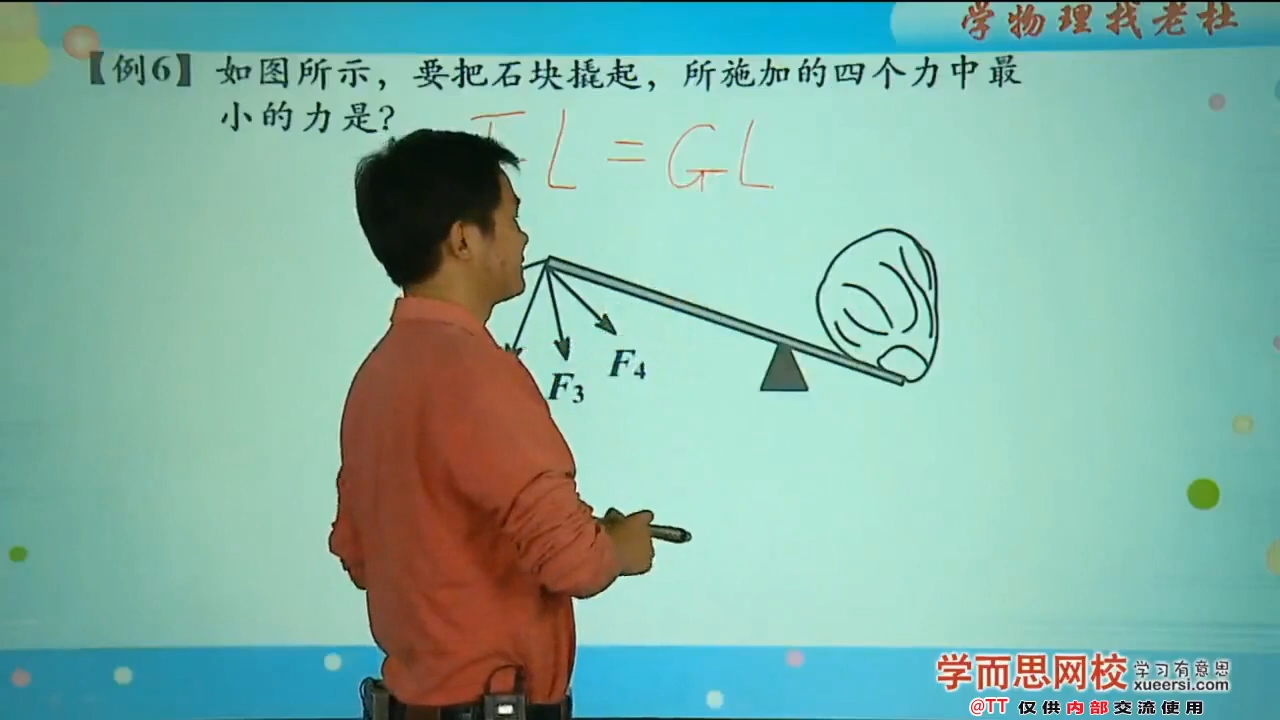 学物理找老杜
【例6】如图所示,要把石块撬起,所施加的四个力中最
小的力是?
L = GL
F4
F3
学而思网校 学习有意思
xueersi.com
@TT 仅供内部交流使用